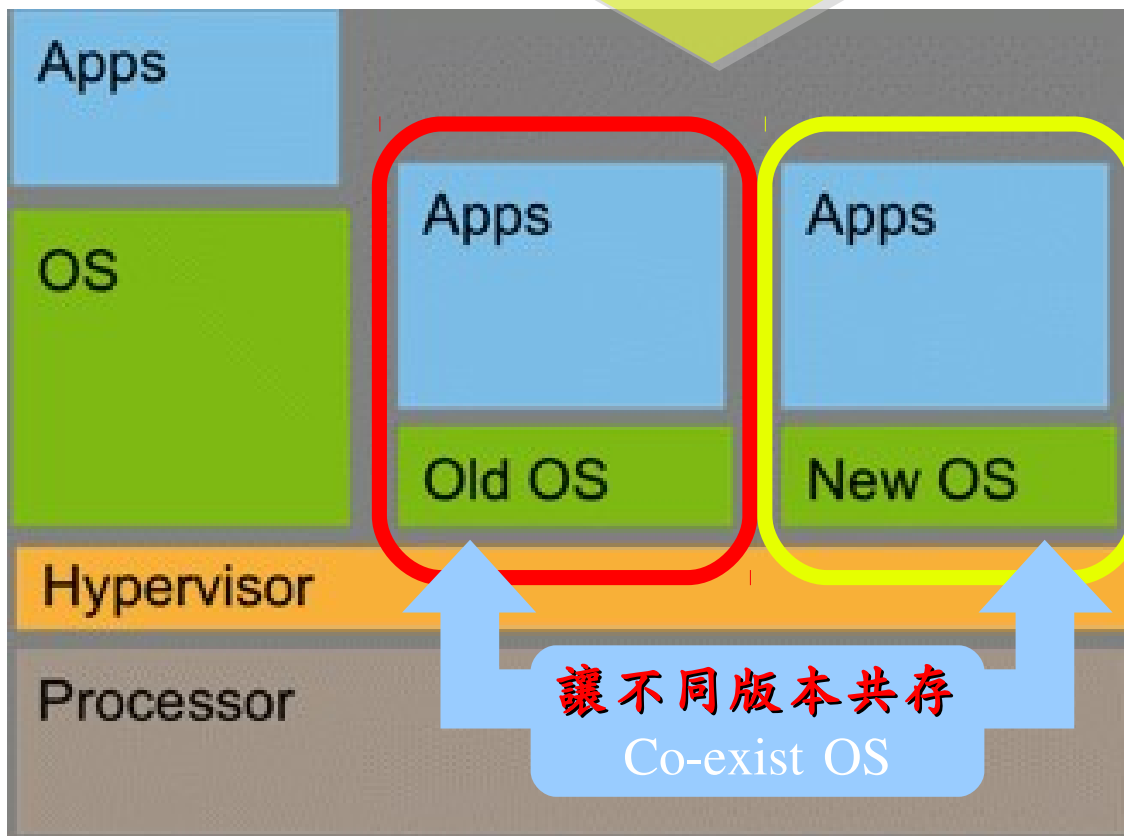 Apps
OS
Apps
Old OS
Apps
New OS
Hypervisor
Processor
讓不同版本共存
Co-exist OS